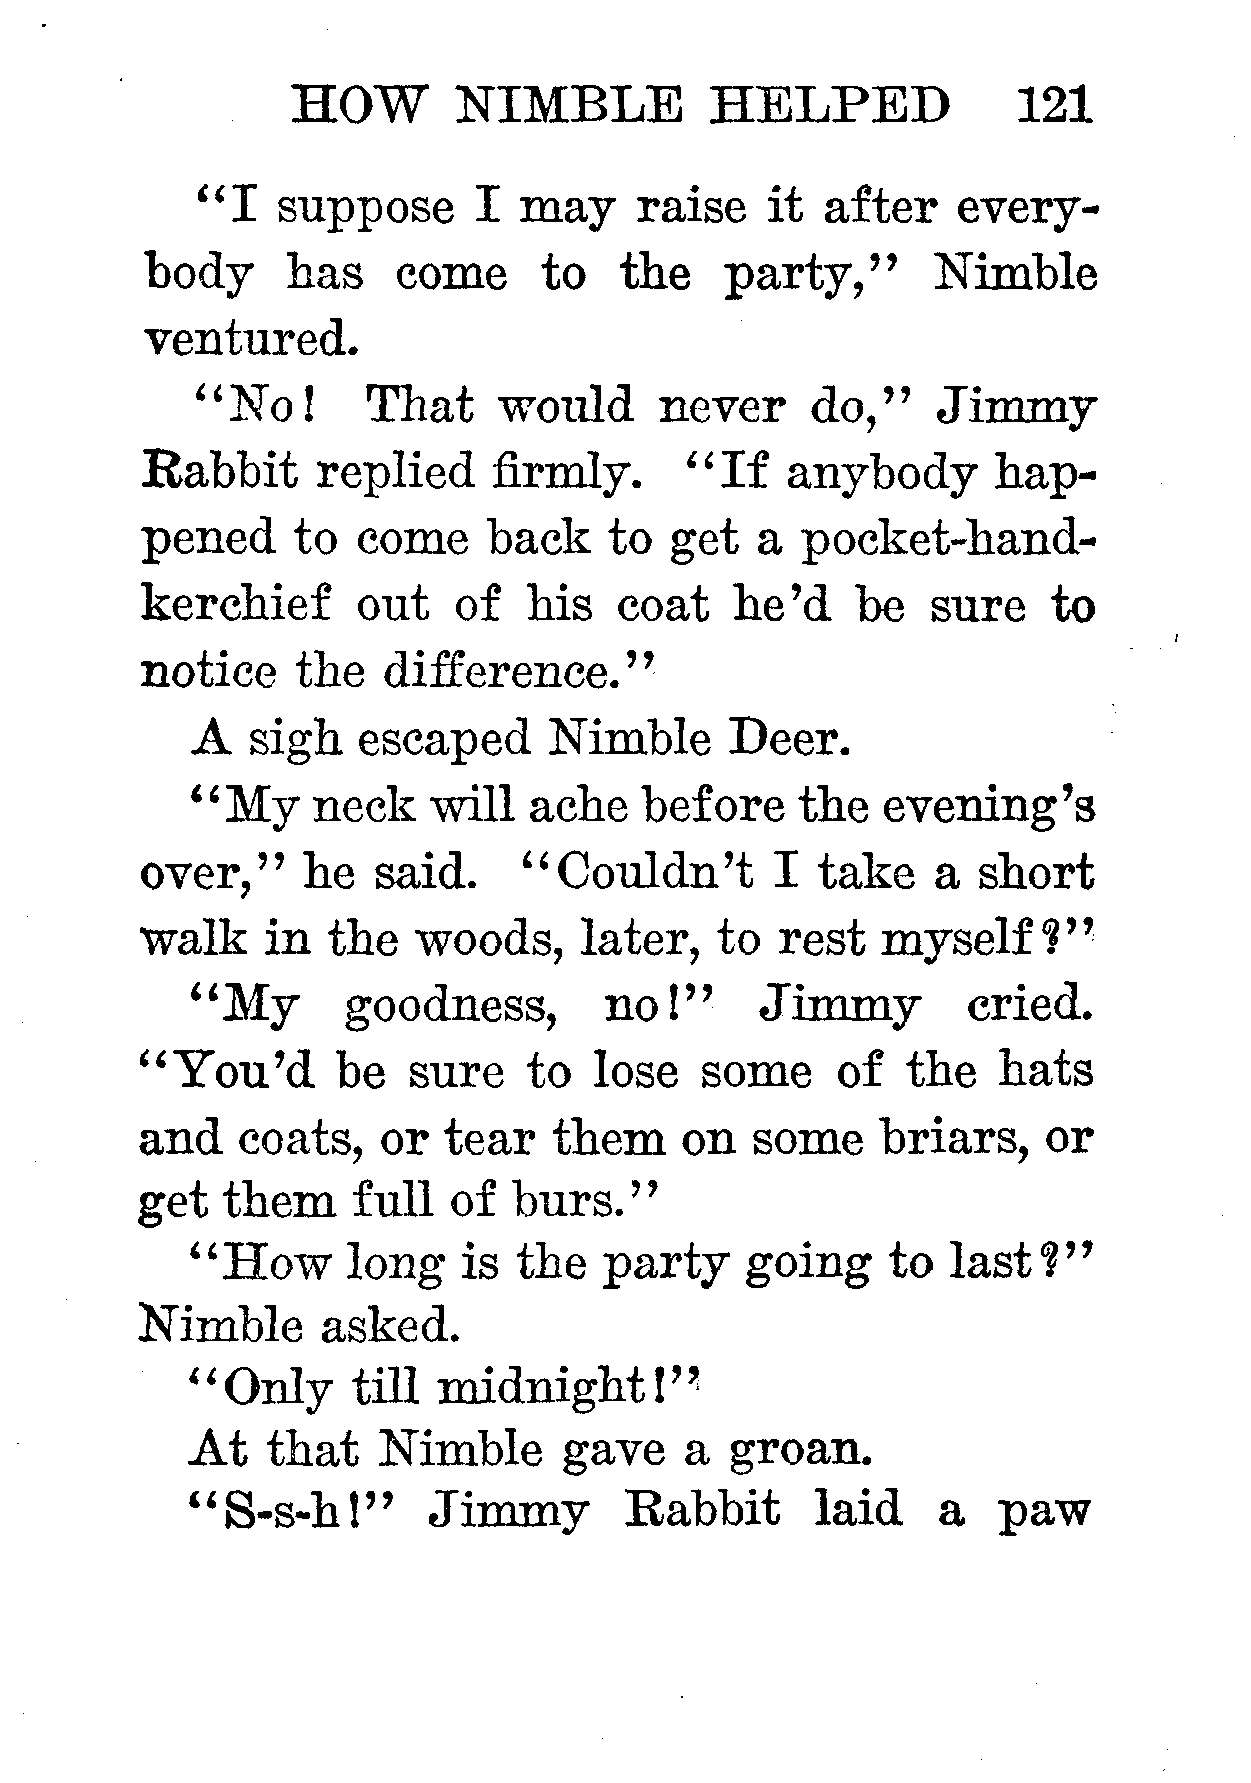 HOW NIMBLE HELPED 121
“I suppose I may raise it after every-
body has come to the party,” Nimble
ventured.
“No! That would never do,” Jimmy
Rabbit replied firmly. “If anybody hap-
pened to come back to get a pocket-hand-
kerchief out of his coat he’d be sure to
notice the difference.”
A sigh escaped Nimble Deer.
“My neck will ache before the evening’s
over,” he said. “Couldn’t I take a short
walk in the woods, later, to rest myself?”
“My goodness, no!” Jimmy cried.
“You’d be sure to lose some of the hats
and coats, or tear them on some briars, or
get them full of burs.”
“How long is the party going to last?”
Nimble asked.
“Only till midnight!”
At that Nimble gave a groan.
“S-s-h!” Jimmy Rabbit laid a paw